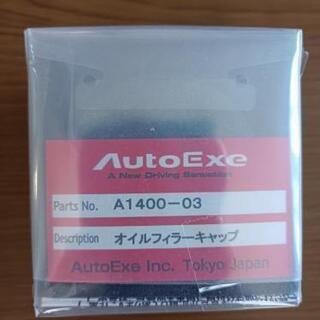 AutoExe
A New Driving Sensation
Parts No. A1400-03
Description オイルフィラーキャップ
AutoExe Inc. Tokyo Japan